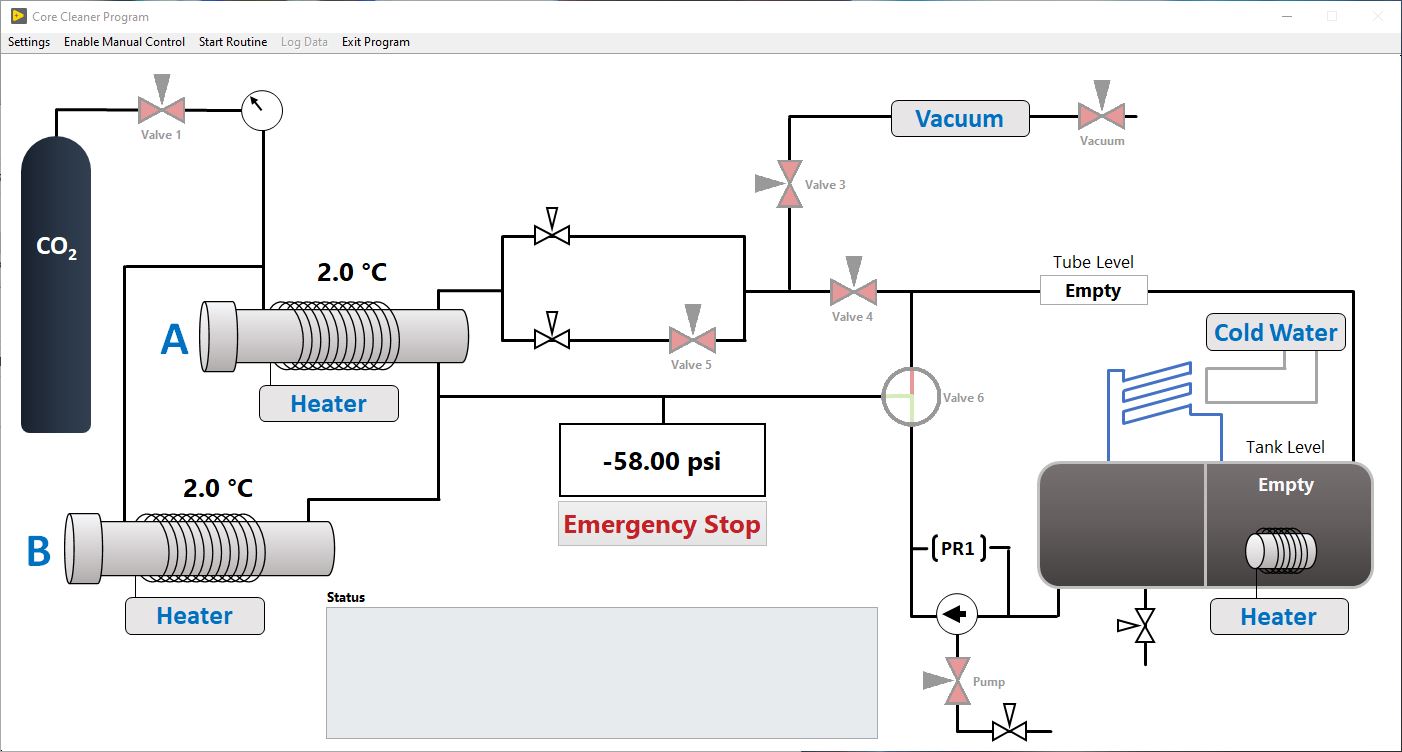 Core Cleaner Program
Settings Enable Manual Control Start Routine Log Data Exit Program
Valve 1
Vacuum
Vacuum
Valve 3
CO₂
2.0 °C
Tube Level
Empty
Valve 4
A
Valve 5
Cold Water
Heater
Valve 6
Tank Level
-58.00 psi
Empty
2.0 °C
Emergency Stop
B
PR1
Status
Heater
Heater
Pump